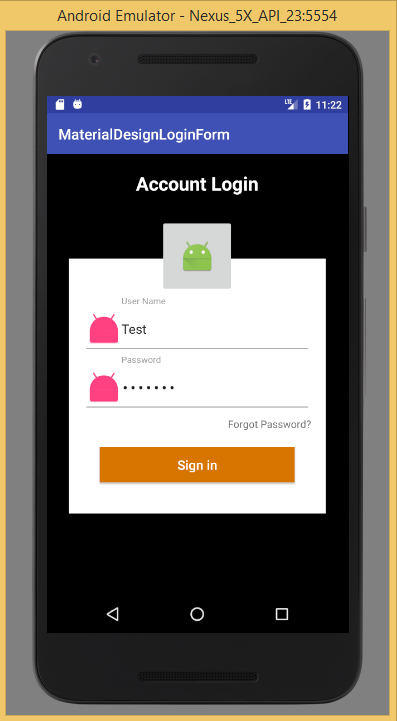 Android Emulator - Nexus_5X_API_23:5554
LTE 11:22
MaterialDesignLoginForm
Account Login
User Name
Test
Password
•••••••
Forgot Password?
Sign in